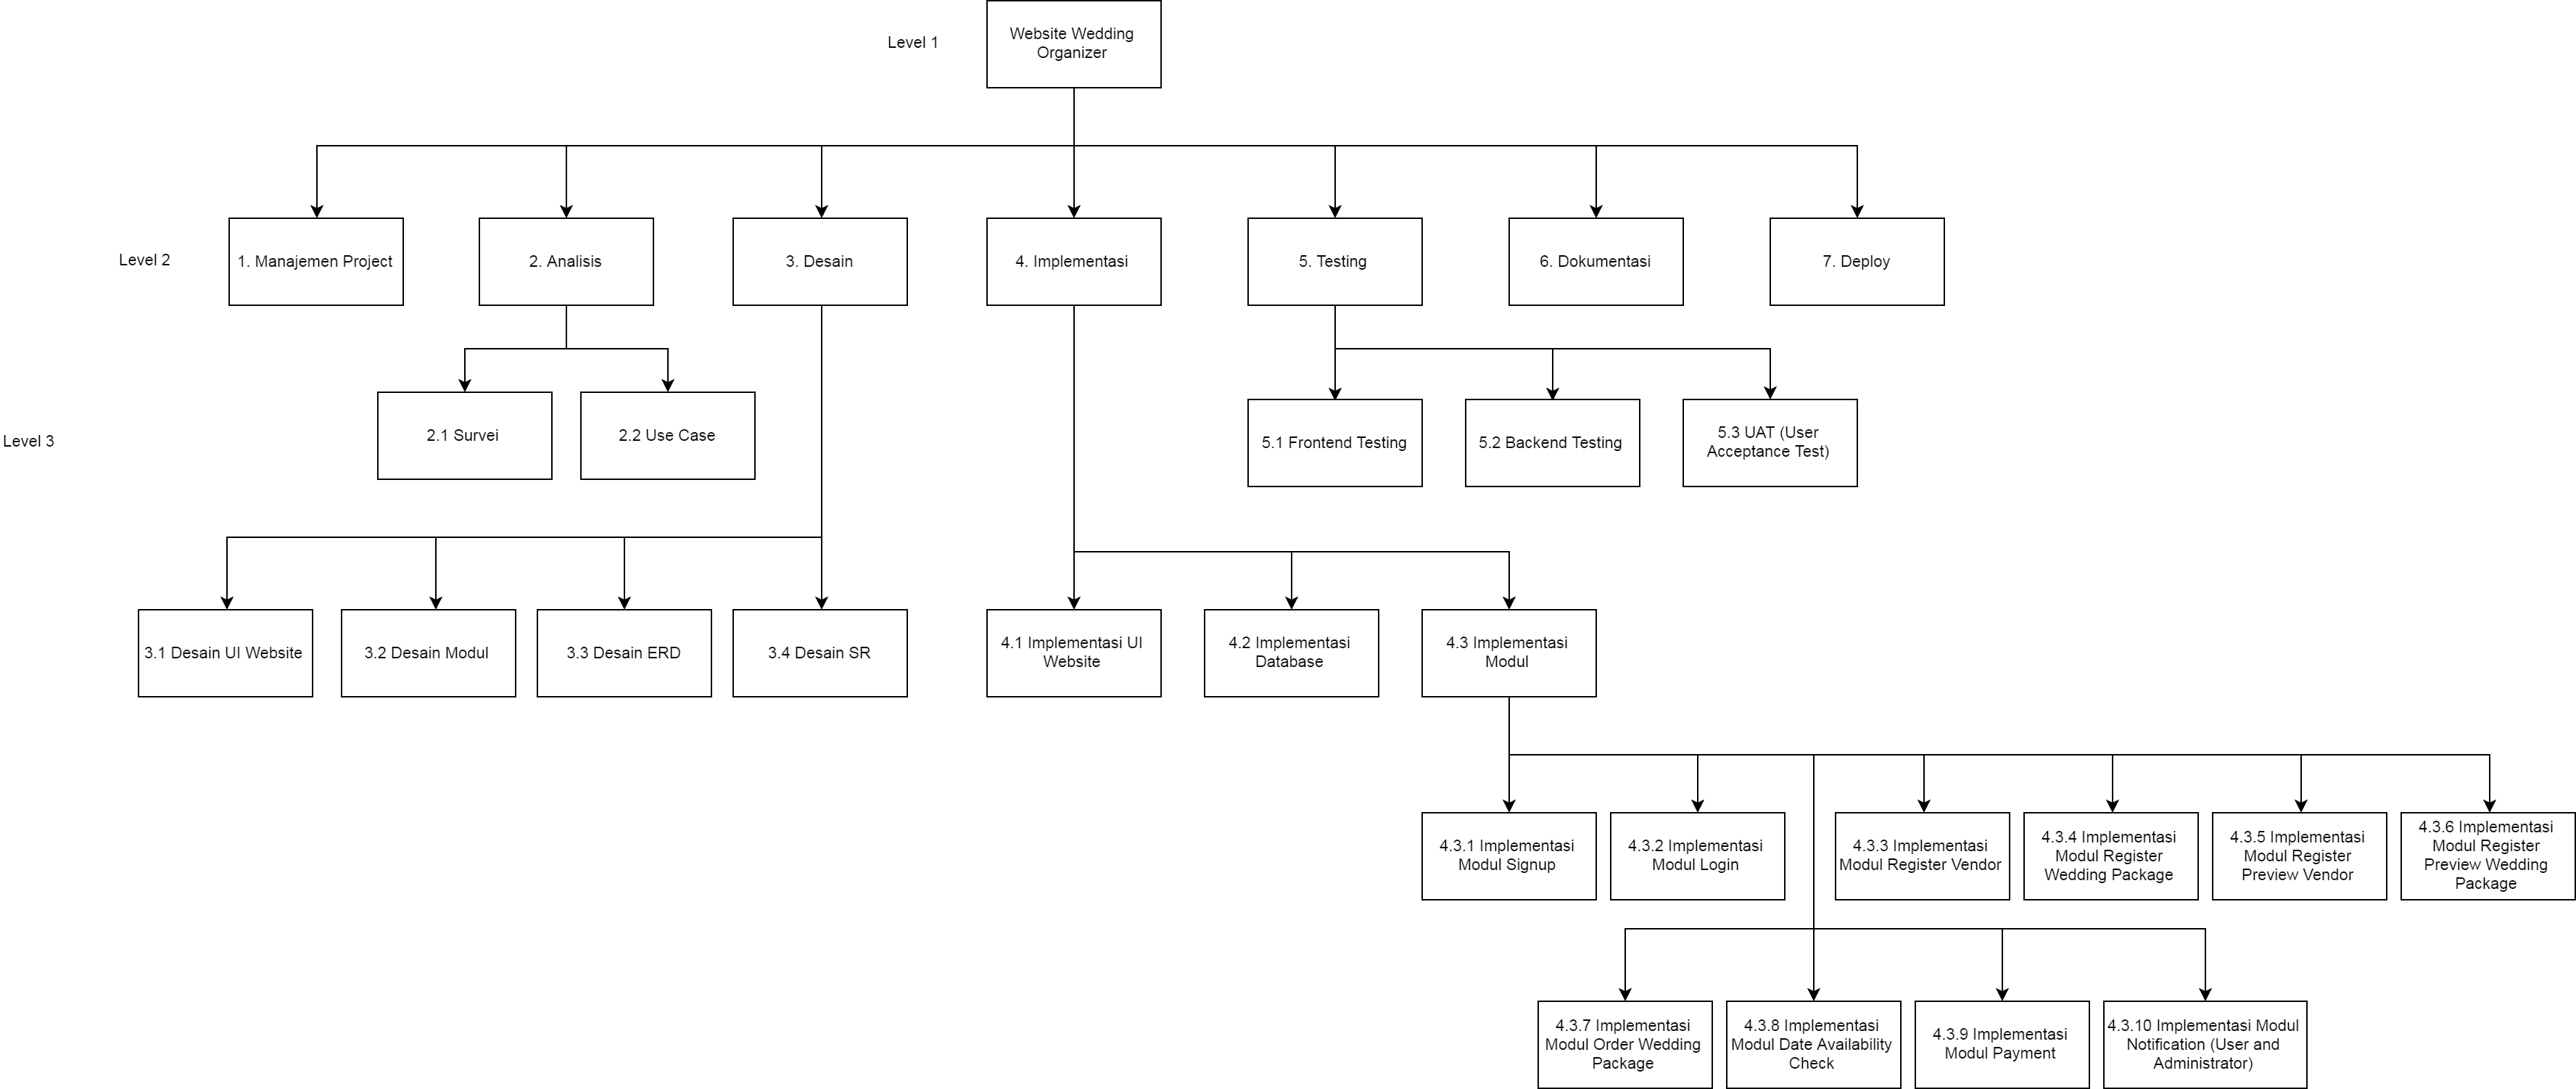 Level 1
Website Wedding
Organizer
Level 2
1. Manajemen Project
2. Analisis
3. Desain
4. Implementasi
5. Testing
6. Dokumentasi
7. Deploy
Level 3
2.1 Survei
2.2 Use Case
5.1 Frontend Testing
5.2 Backend Testing
5.3 UAT (User
Acceptance Test)
3.1 Desain UI Website
3.2 Desain Modul
3.3 Desain ERD
3.4 Desain SR
4.1 Implementasi UI
Website
4.2 Implementasi
Database
4.3 Implementasi
Modul
4.3.1 Implementasi
Modul Signup
4.3.2 Implementasi
Modul Login
4.3.3 Implementasi
Modul Register Vendor
4.3.4 Implementasi
Modul Register
Wedding Package
4.3.5 Implementasi
Modul Register
Preview Vendor
4.3.6 Implementasi
Modul Register
Preview Wedding
Package
4.3.7 Implementasi
Modul Order Wedding
Package
4.3.8 Implementasi
Modul Date Availability
Check
4.3.9 Implementasi
Modul Payment
4.3.10 Implementasi Modul
Notification (User and
Administrator)